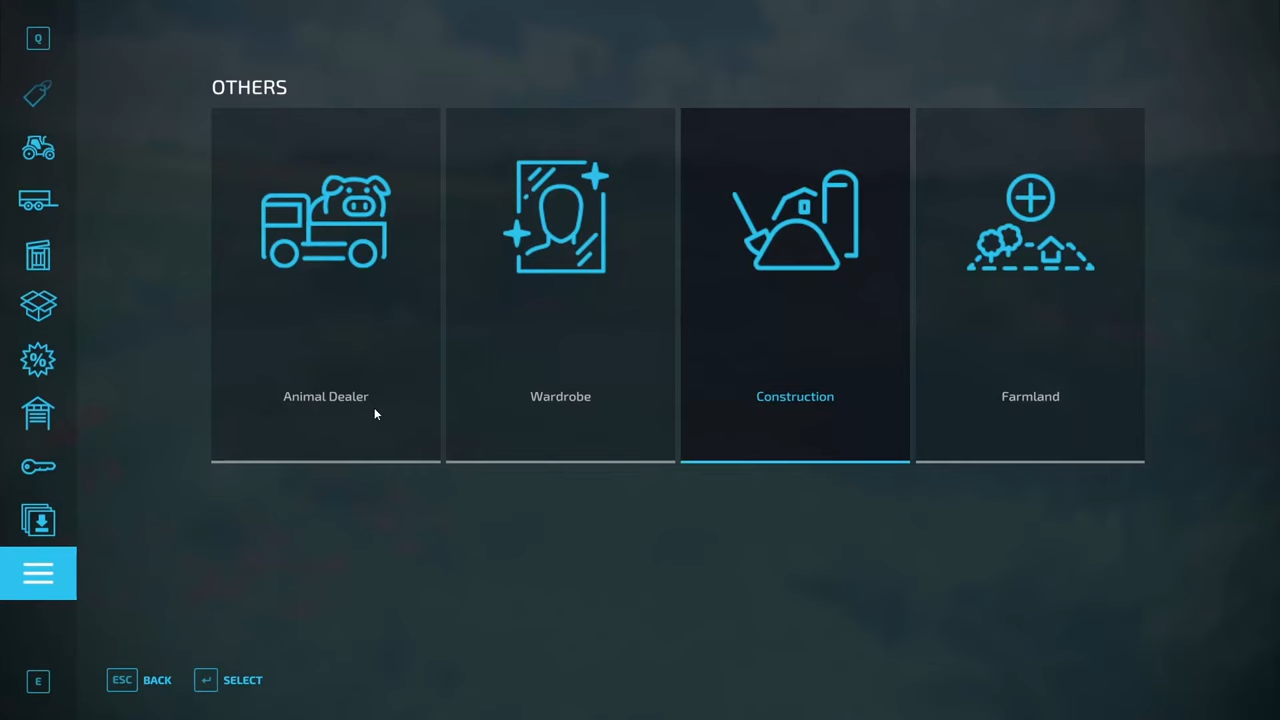 Q
OTHERS
%
Animal Dealer
Wardrobe
Construction
Farmland
E
ESC BACK
SELECT